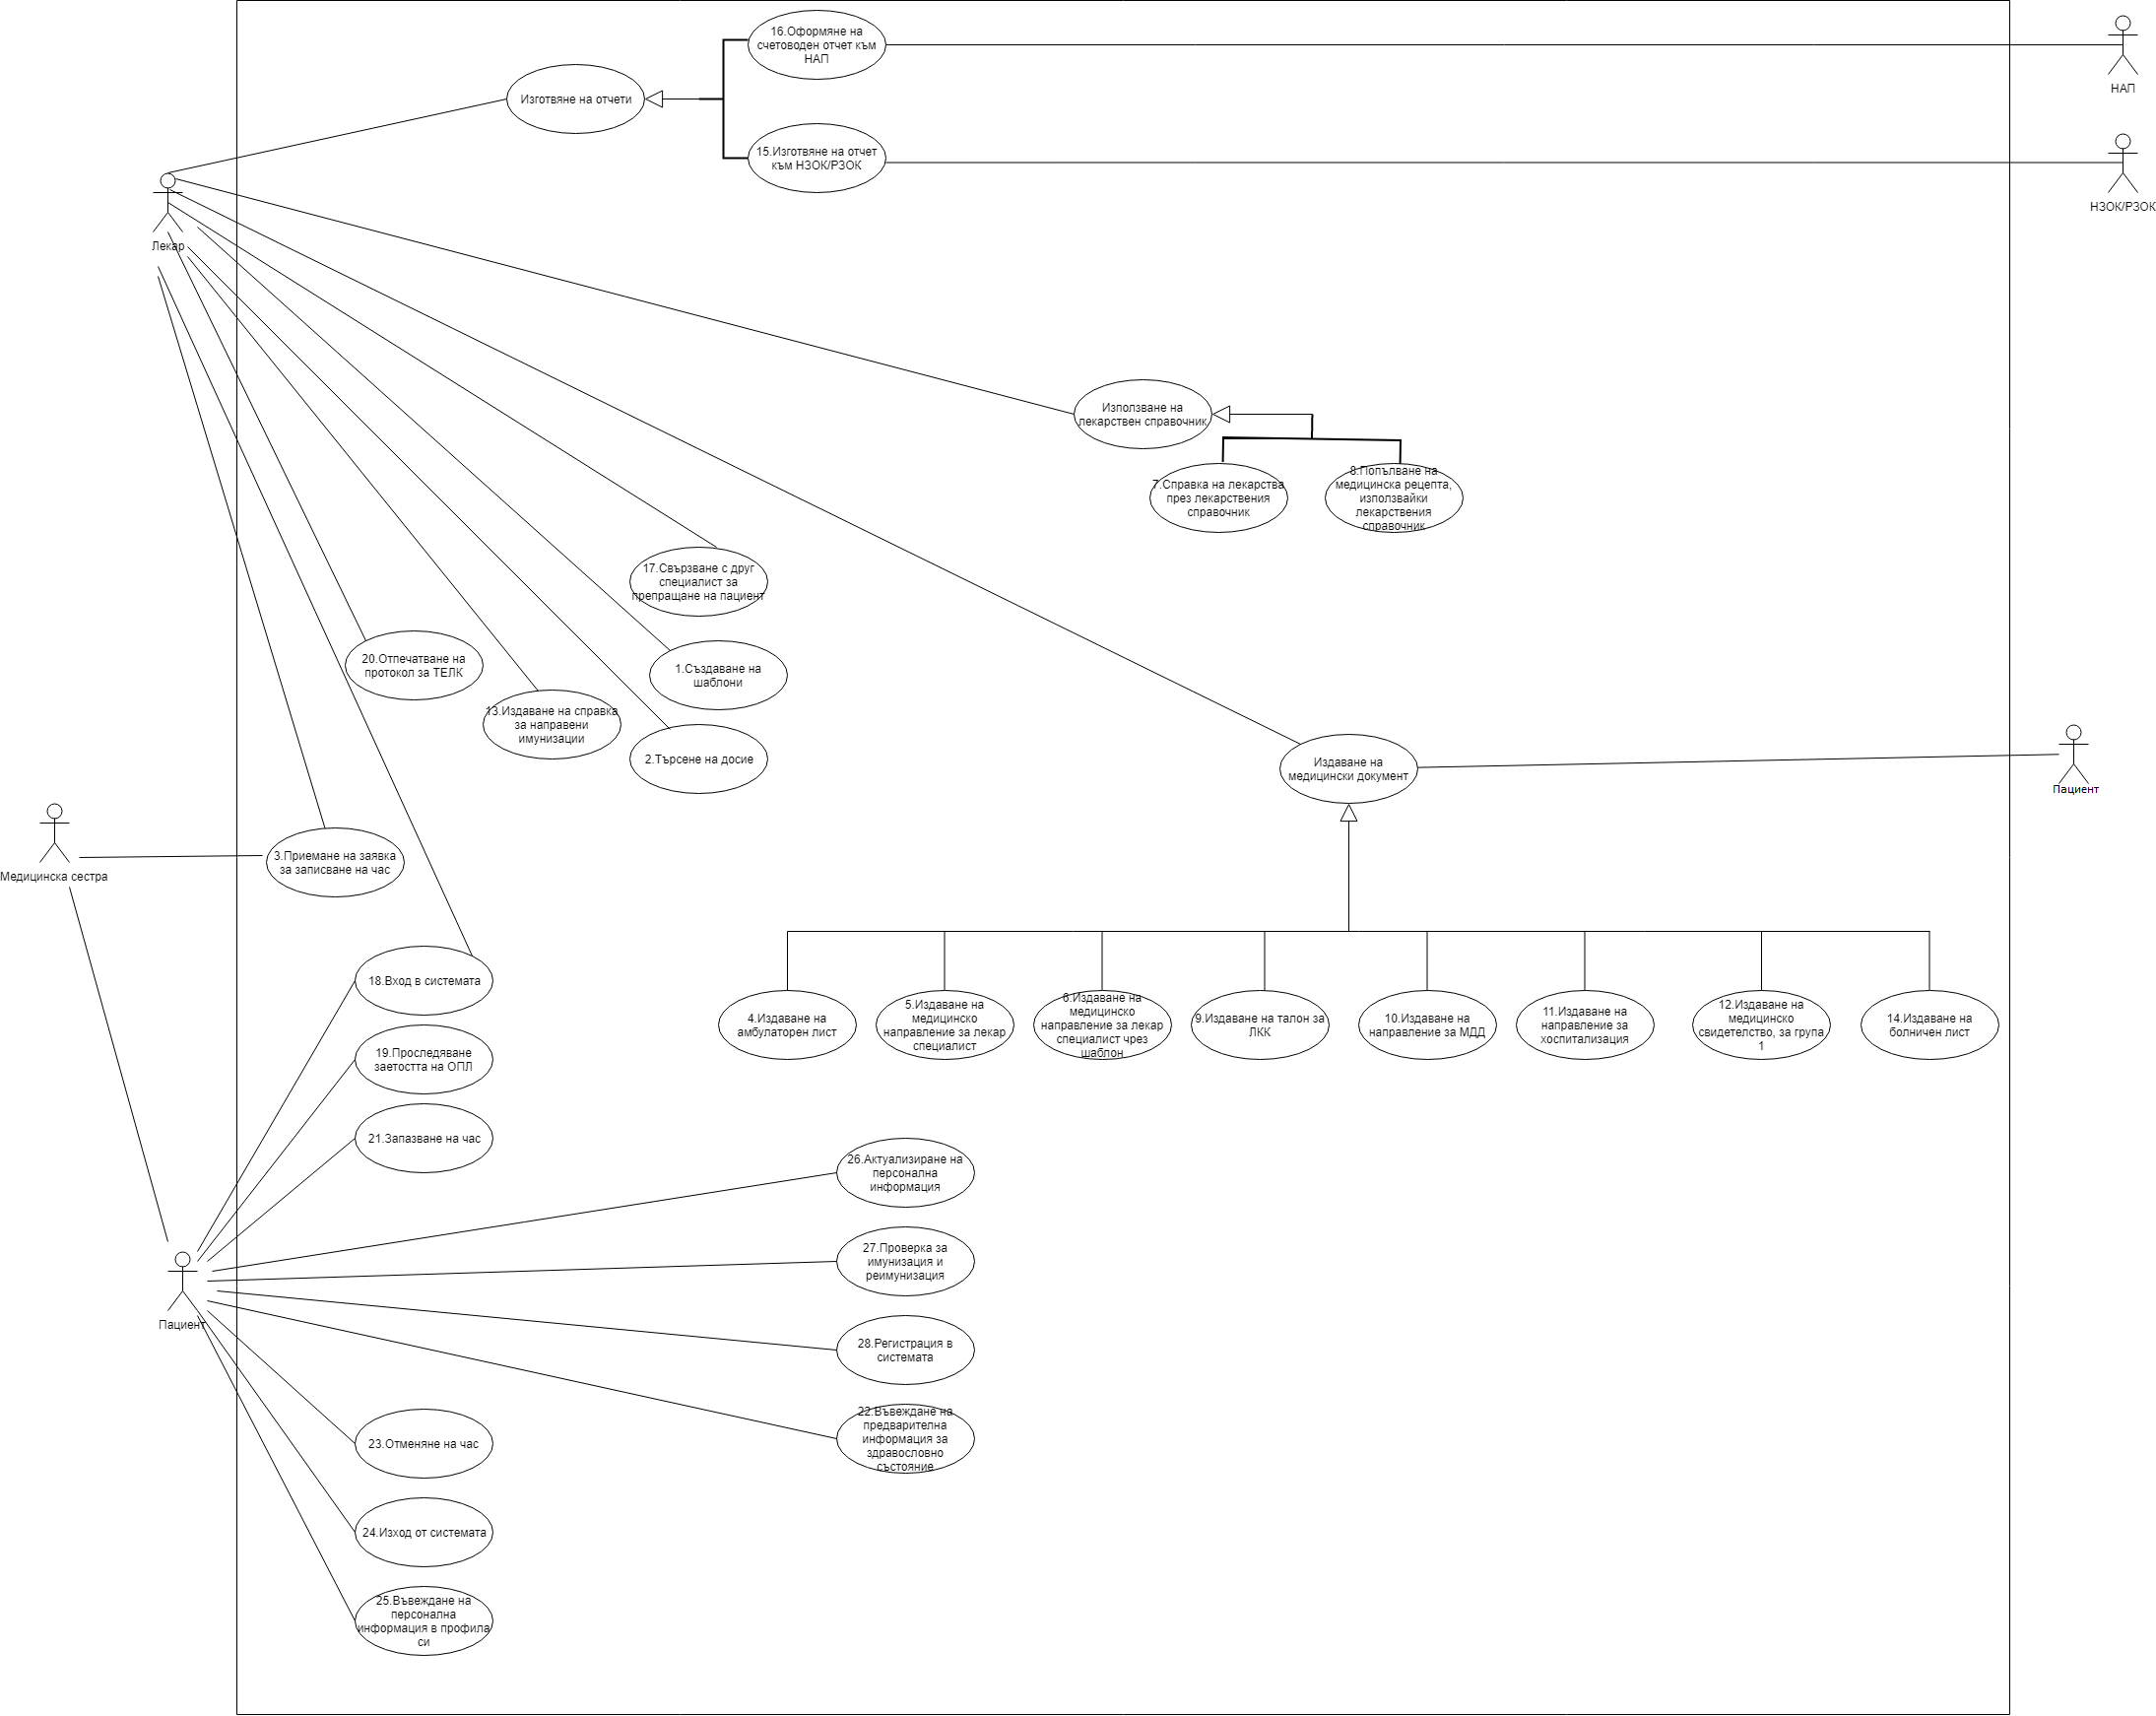 16.Оформяне на
счетоводен отчет към
НАП
НАП
Изготвяне на отчети
15.Изготвяне на отчет
към НЗОК/РЗОК
НЗОК/РЗОК
Лекар
Използване на
лекарствен справочник
7.Справка на лекарства
през лекарствения
справочник
8.Попълване на
медицинска рецепта,
използвайки
лекарствения
справочник
17.Свързване с друг
специалист за
препращане на пациент
20.Отпечатване на
протокол за ТЕЛК
1.Създаване на
шаблони
13.Издаване на справка
за направени
имунизации
2.Търсене на досие
Издаване на
медицински документ
Пациент
Медицинска сестра
3.Приемане на заявка
за записване на час
18.Вход в системата
4.Издаване на
амбулаторен лист
5.Издаване на
медицинско
направление за лекар
специалист
6.Издаване на
медицинско
направление за лекар
специалист чрез
шаблон
9.Издаване на талон за
ЛКК
10.Издаване на
направление за МДД
11.Издаване на
направление за
хоспитализация
12.Издаване на
медицинско
свидетелство, за група
1
14.Издаване на
болничен лист
19.Проследяване
заетостта на ОПЛ
21.Запазване на час
26.Актуализиране на
персонална
информация
27.Проверка за
имунизация и
реимунизация
Пациент
28.Регистрация в
системата
22.Въвеждане на
предварителна
информация за
здравословно
състояние
23.Отменяне на час
24.Изход от системата
25.Въвеждане на
персонална
информация в профила
си